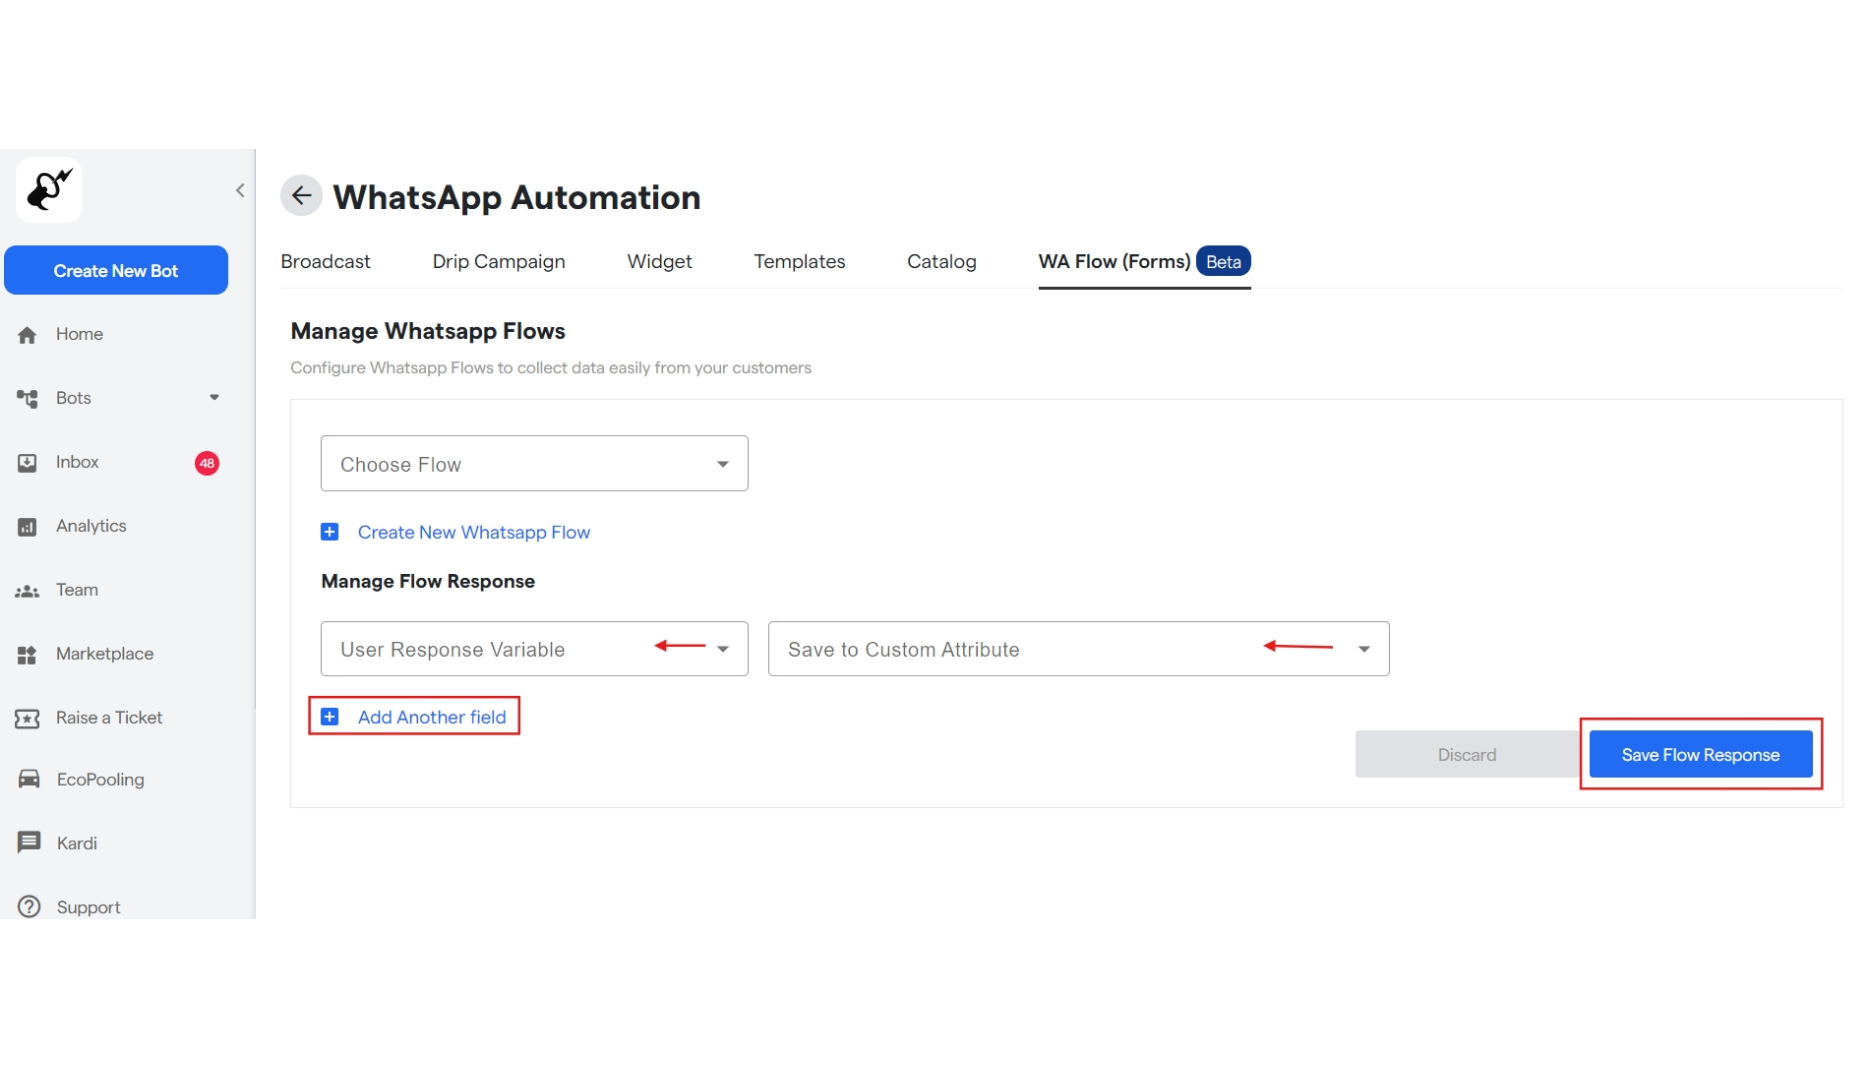 WhatsApp Automation
Create New Bot
Broadcast Drip Campaign Widget Templates Catalog WA Flow (Forms) Beta
Home
Bots
Inbox 48
Analytics
Team
Marketplace
Raise a Ticket
EcoPooling
Kardi
Support
Manage Whatsapp Flows
Configure Whatsapp Flows to collect data easily from your customers
Choose Flow
Create New Whatsapp Flow
Manage Flow Response
User Response Variable Save to Custom Attribute
Add Another field
Discard Save Flow Response